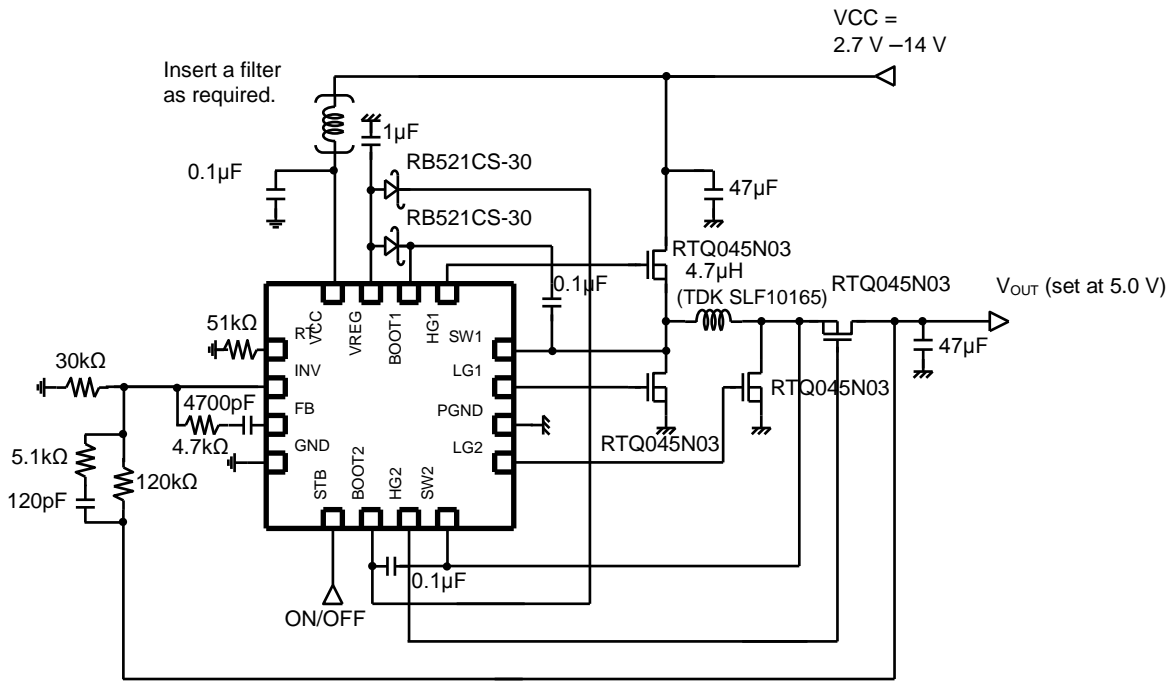 VCC =
2.7 V –14 V
Insert a filter
as required.
1µF
0.1µF
RB521CS-30
RB521CS-30
47µF
RTQ045N03
4.7µH
(TDK SLF10165)
0.1µF
RTQ045N03
VOUT (set at 5.0 V)
47µF
VCC
VREG
BOOT1
HG1
51kΩ
RT
SW1
30kΩ
INV
LG1
4700pF
FB
PGND
RTQ045N03
RTQ045N03
4.7kΩ
GND
LG2
5.1kΩ
120kΩ
120pF
STB
BOOT2
HG2
SW2
0.1µF
ON/OFF